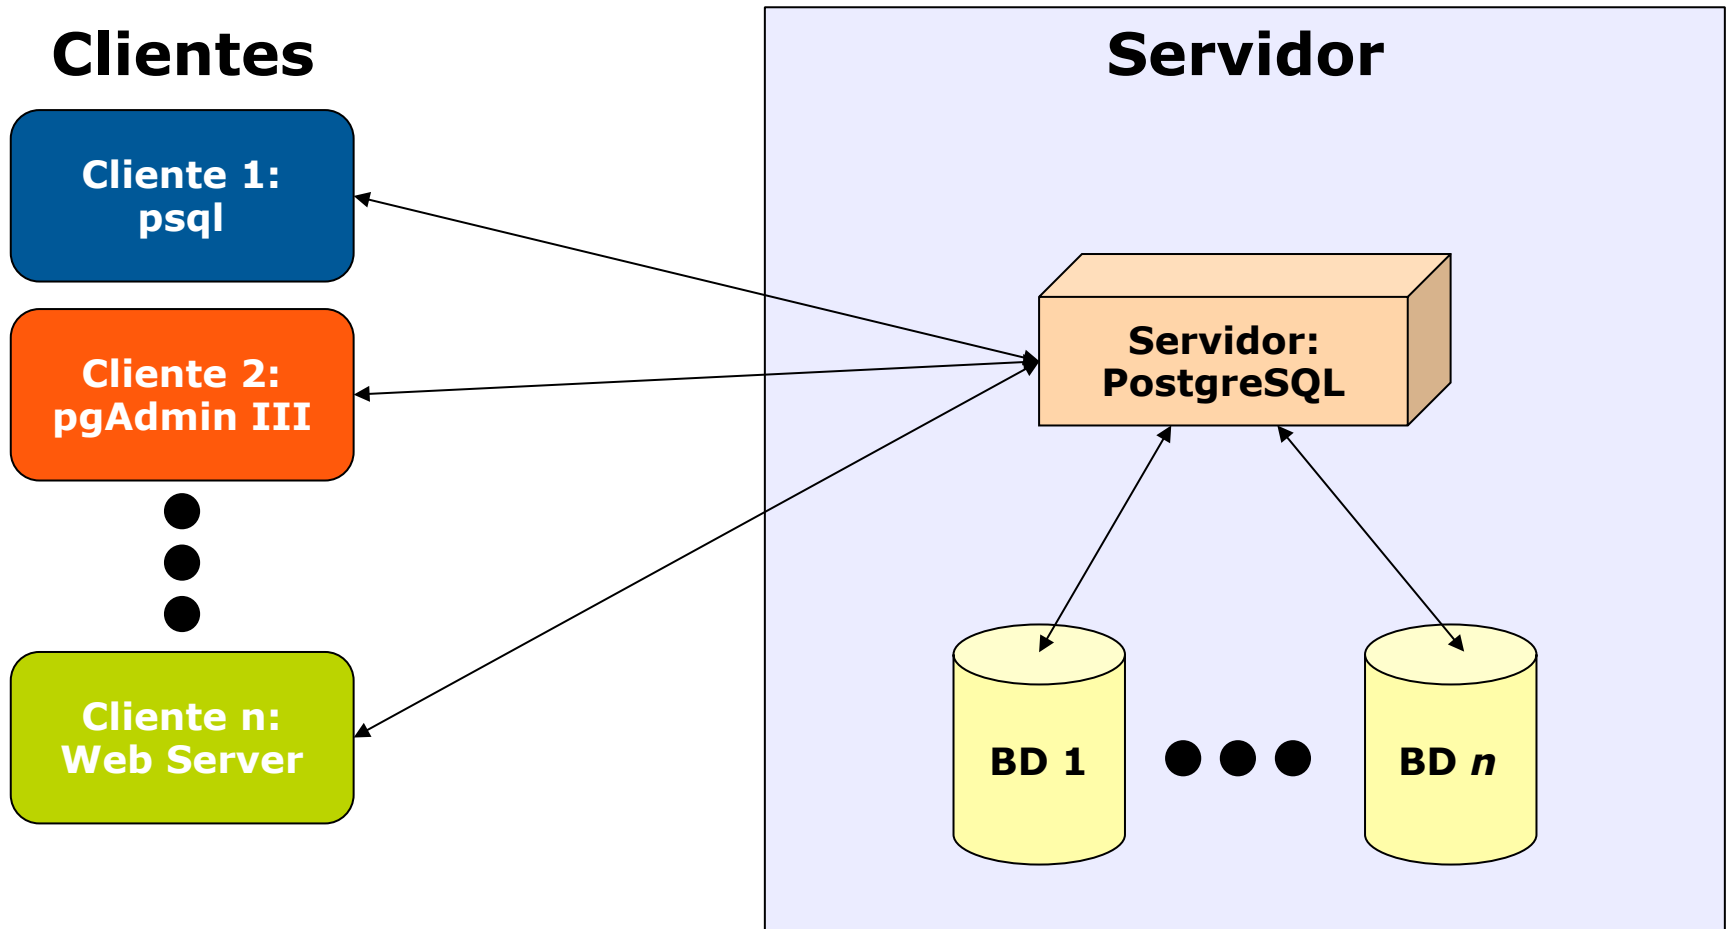 Clientes
Servidor
Cliente 1:
psql
Cliente 2:
pgAdmin III
Cliente n:
Web Server
Servidor:
PostgreSQL
BD 1
BD n